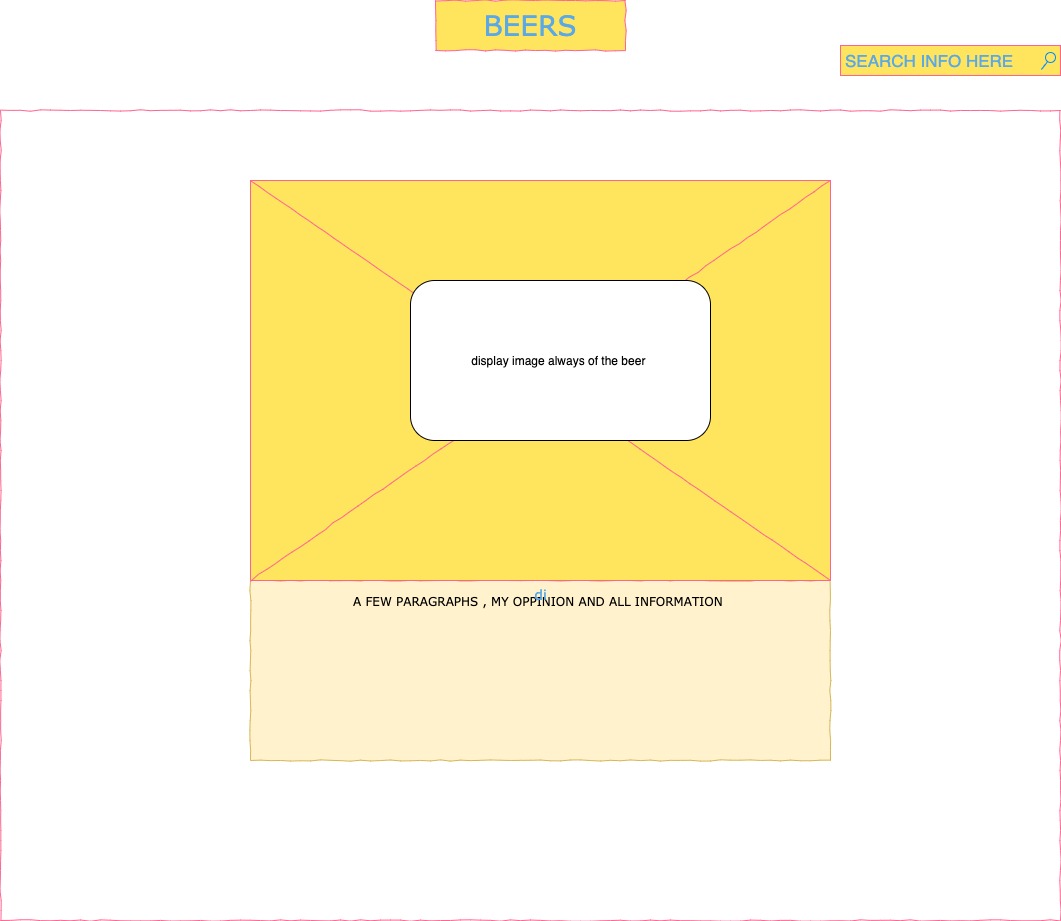 BEERS
SEARCH INFO HERE
display image always of the beer
di
A FEW PARAGRAPHS , MY OPPINION AND ALL INFORMATION